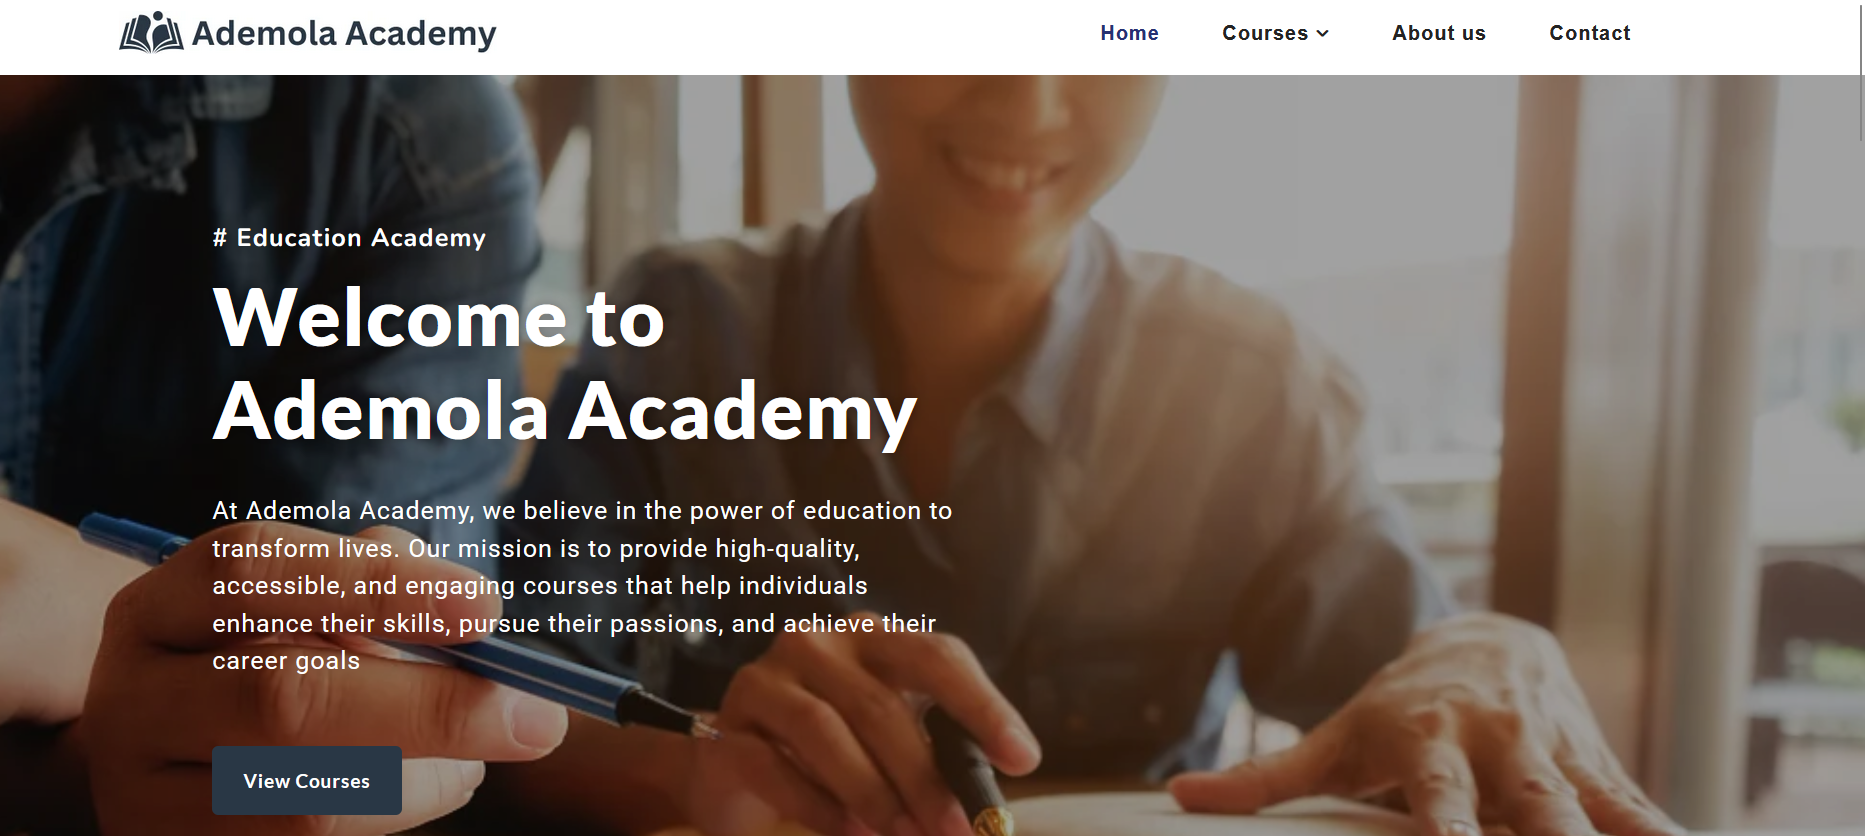 Ademola Academy
Home
Courses
About us
Contact
# Education Academy
Welcome to
Ademola Academy
At Ademola Academy, we believe in the power of education to
transform lives. Our mission is to provide high-quality,
accessible, and engaging courses that help individuals
enhance their skills, pursue their passions, and achieve their
career goals
View Courses